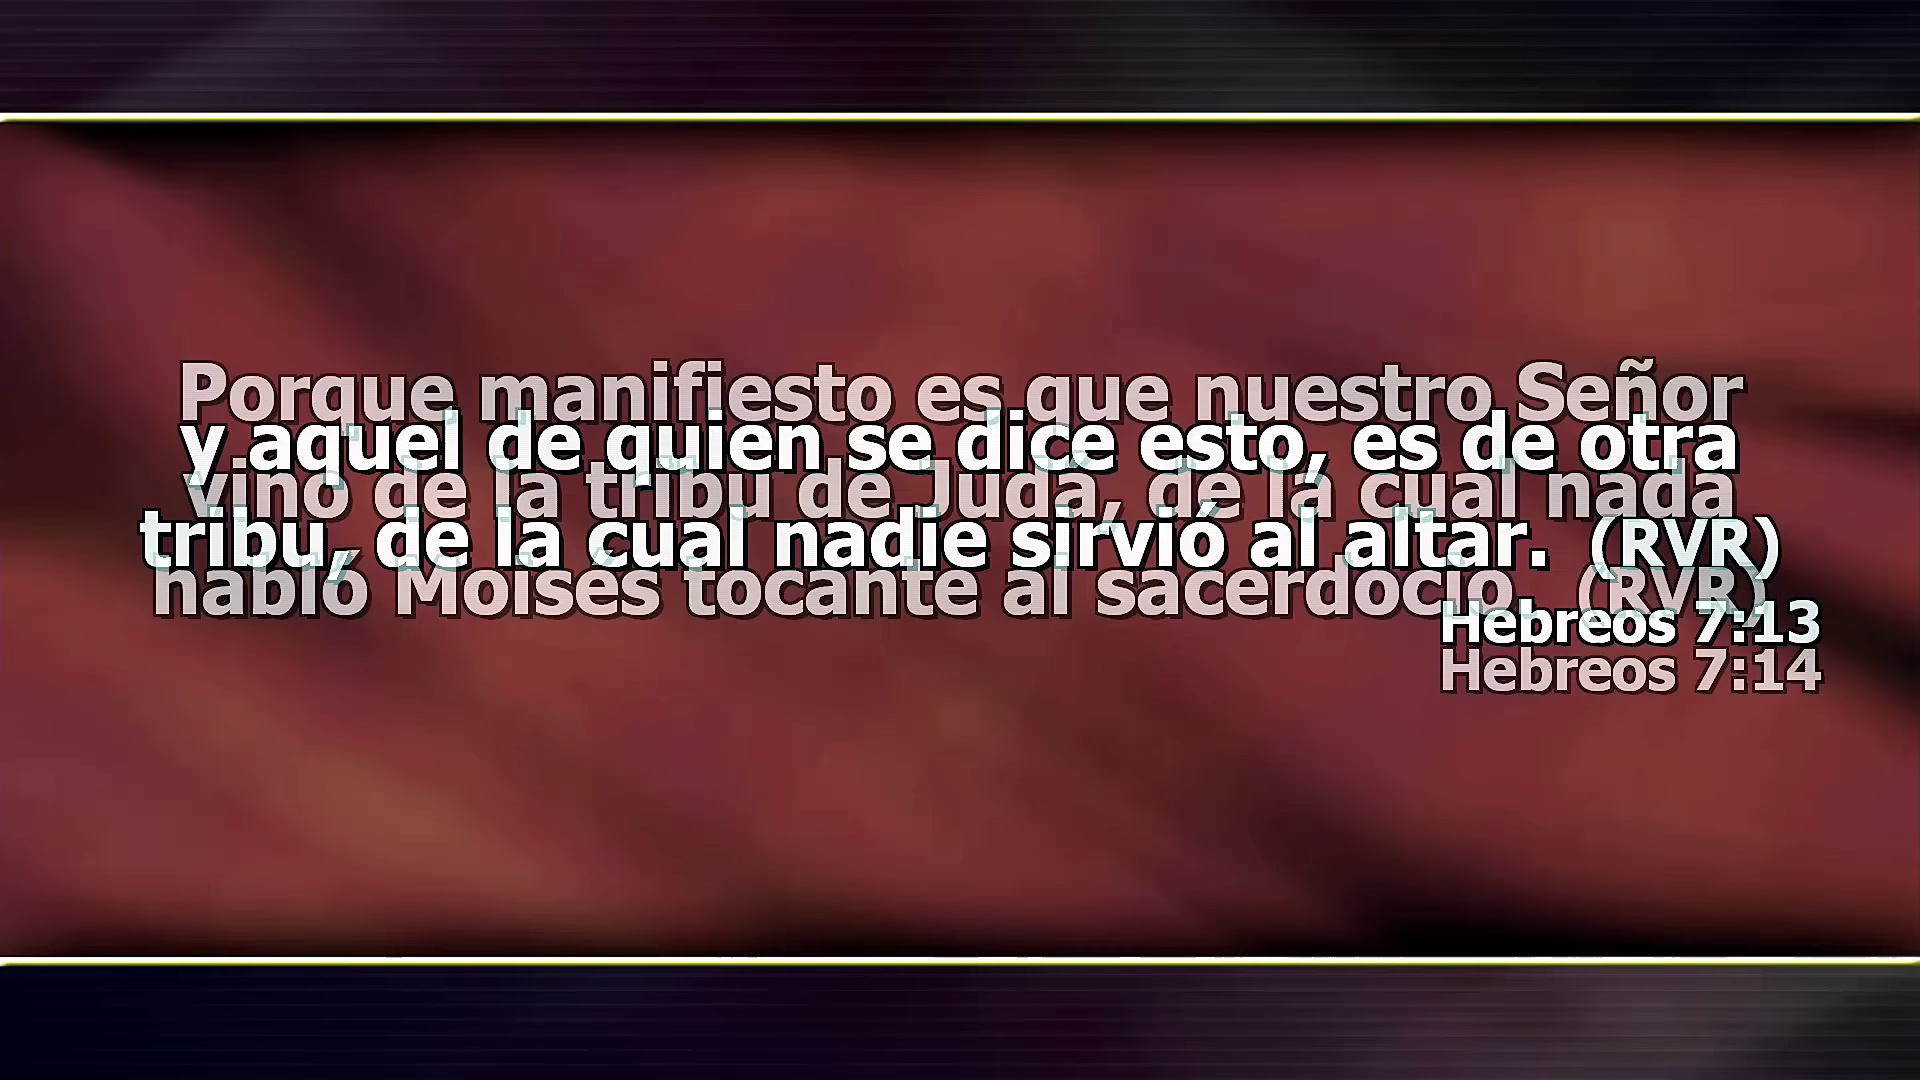 Porque manifiesto es que nuestro Señor
y aquel de quien se dice esto, es de otra
vino de la tribu de Judá, de la cual nada
tribu, de la cual nadie sirvió al altar. (RVR)
habló Moisés tocante al sacerdocio. (RVR)
Hebreos 7:13
Hebreos 7:14